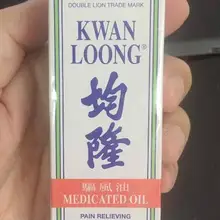 DOUBLE LION TRADE MARK
KWAN
LOONG®
均
隆
驅風油
MEDICATED OIL
PAIN RELIEVING